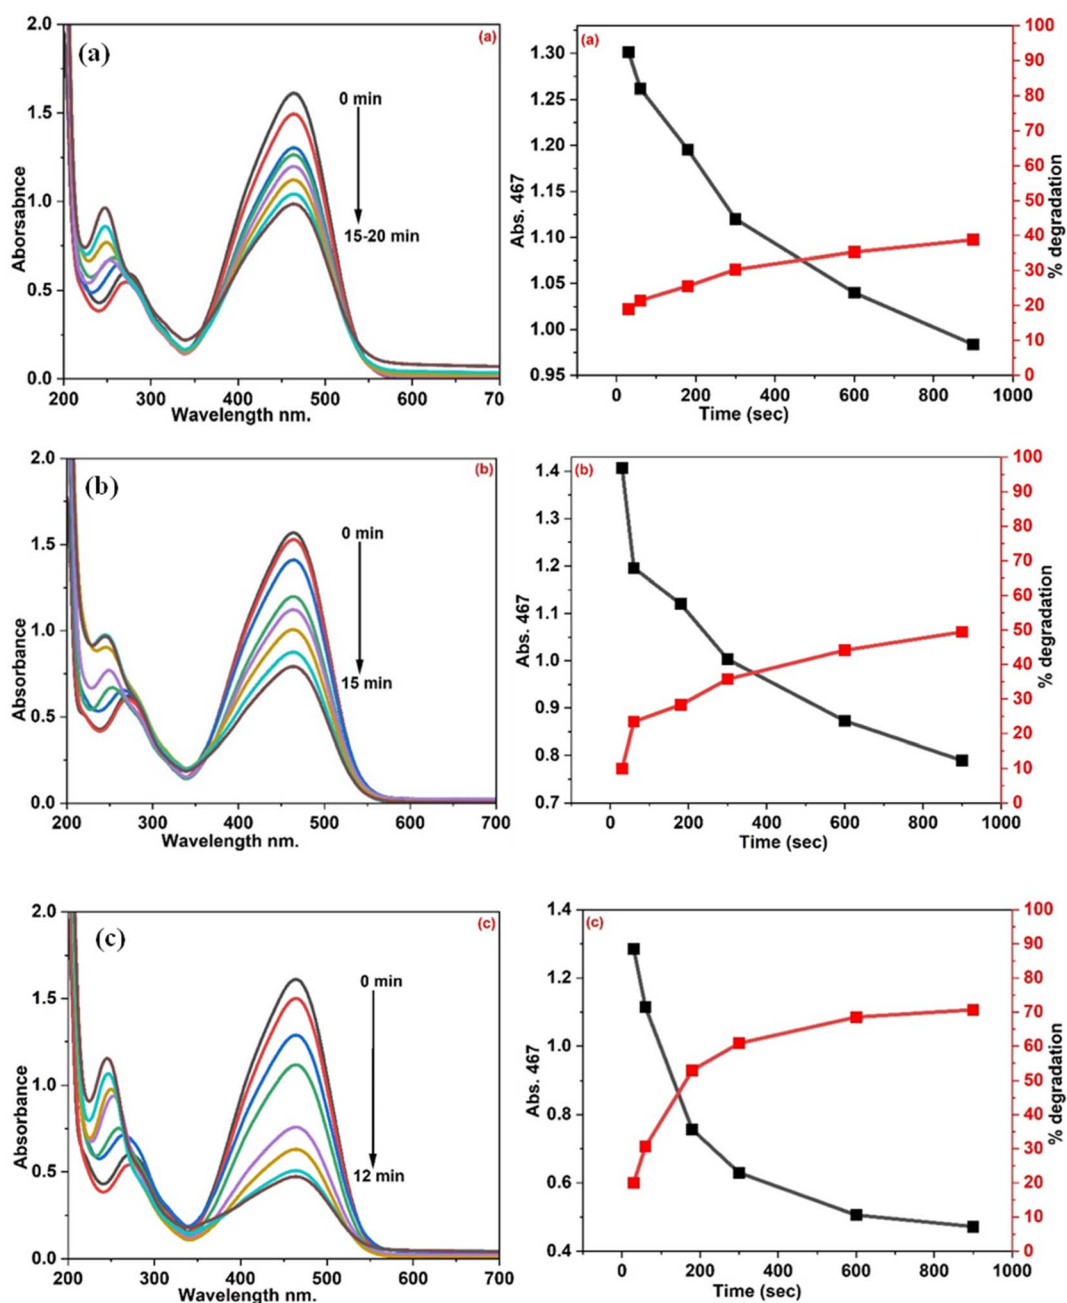 (a) (a)
0 min
15-20 min
Aborsabnce
2.0
1.5
1.0
0.5
0.0
200 300 400 500 600 70
Wavelength nm.
(a)
Abs. 467
1.30
1.25
1.20
1.15
1.10
1.05
1.00
0.95
0 200 400 600 800 1000
Time (sec)
100
90
80
70
60
50
40
30
20
10
0
% degradation
(b) (b)
0 min
15 min
Absorbance
2.0
1.5
1.0
0.5
0.0
200 300 400 500 600 700
Wavelength nm.
(b)
Abs. 467
1.4
1.3
1.2
1.1
1.0
0.9
0.8
0.7
0 200 400 600 800 1000
Time (sec)
100
90
80
70
60
50
40
30
20
10
0
% degradation
(c) (c)
0 min
12 min
Absorbance
2.0
1.5
1.0
0.5
0.0
200 300 400 500 600 70
Wavelength nm.
(c)
Abs. 467
1.4
1.2
1.0
0.8
0.6
0.4
0 200 400 600 800 1000
Time (sec)
100
90
80
70
60
50
40
30
20
10
0
% degradation